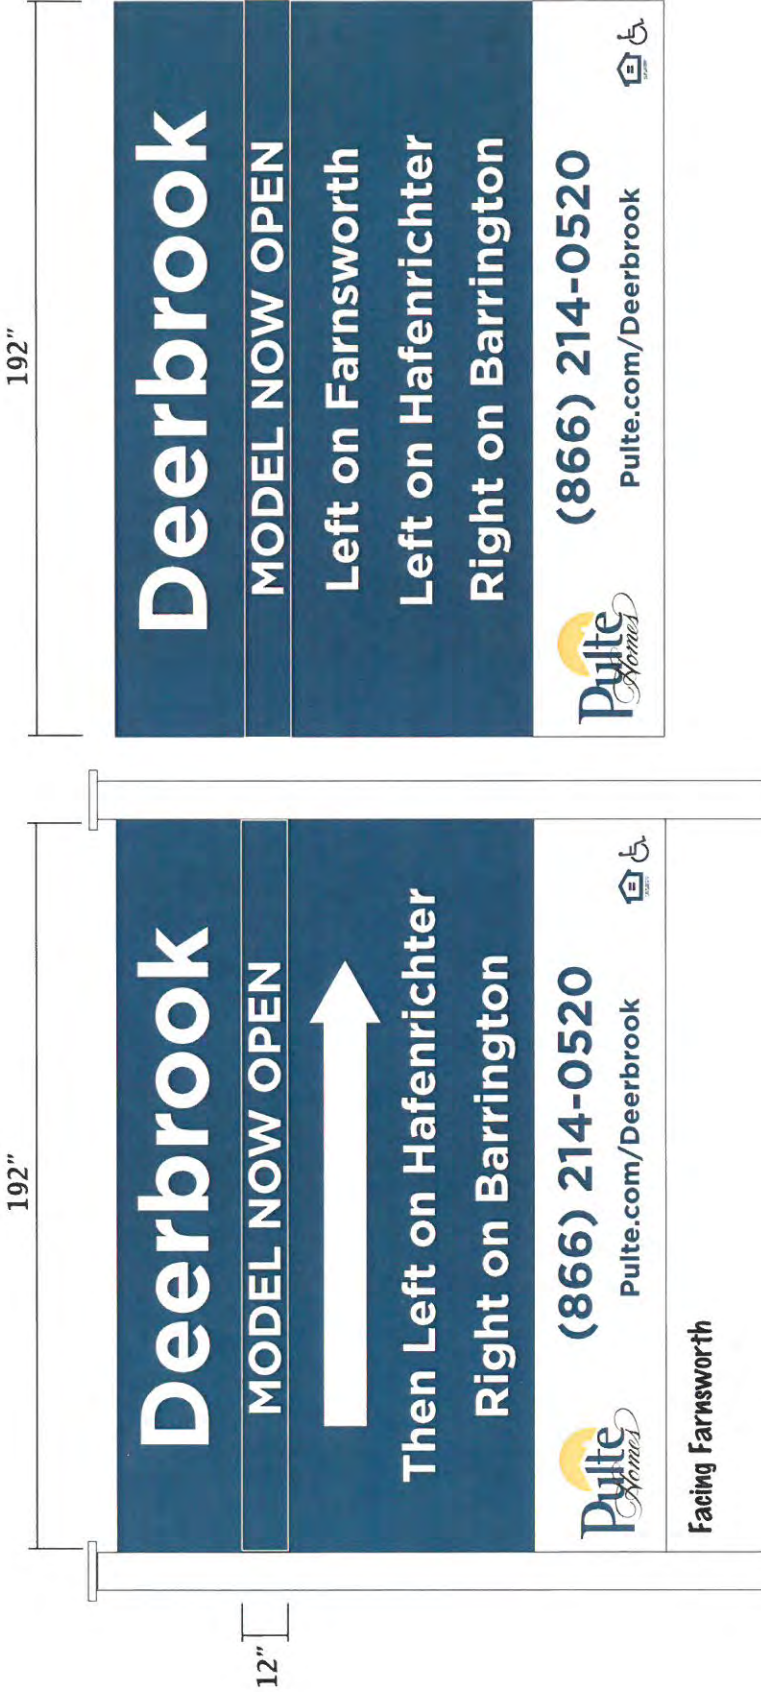 192"
12"
Deerbrook
MODEL NOW OPEN
Then Left on Hafenrichter
Right on Barrington
Pulte
Homes
(866) 214-0520
Pulte.com/Deerbrook
Facing Farnsworth
192"
Deerbrook
MODEL NOW OPEN
Left on Farnsworth
Left on Hafenrichter
Right on Barrington
Pulte
Homes
(866) 214-0520
Pulte.com/Deerbrook